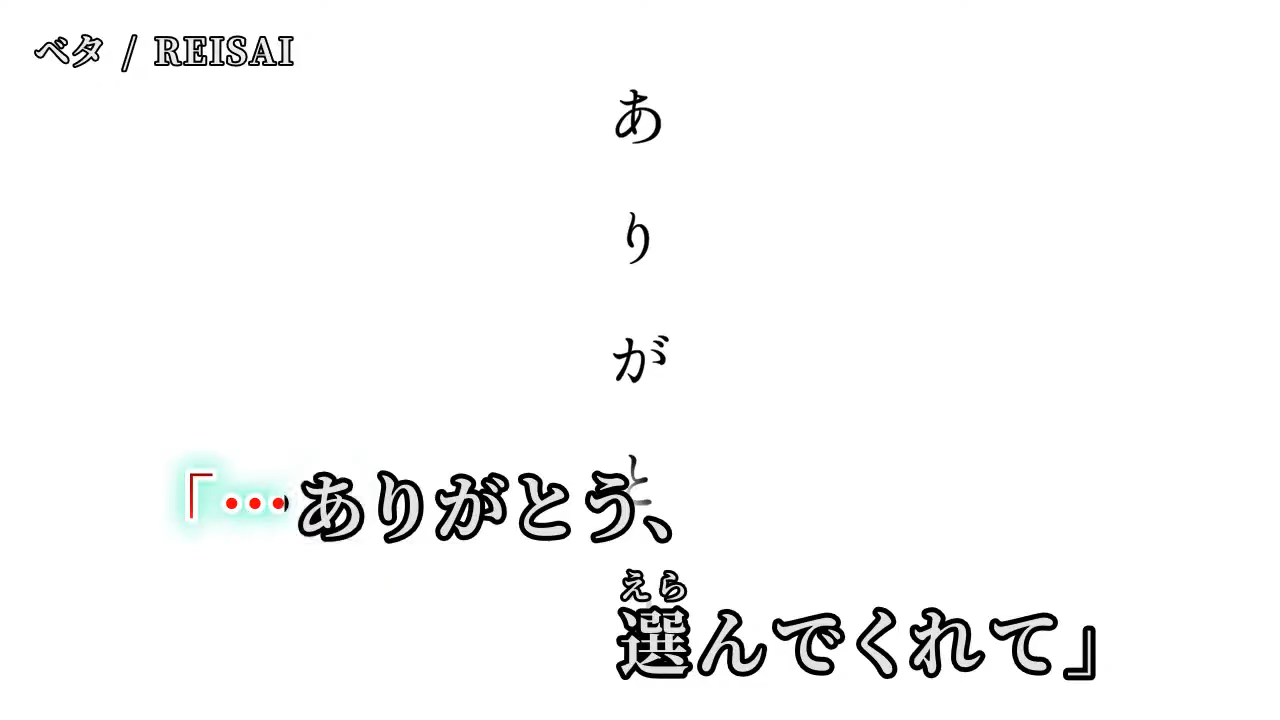 ベタ / REISAI
ありがと
「…ありがとう、
えら
選んでくれて」